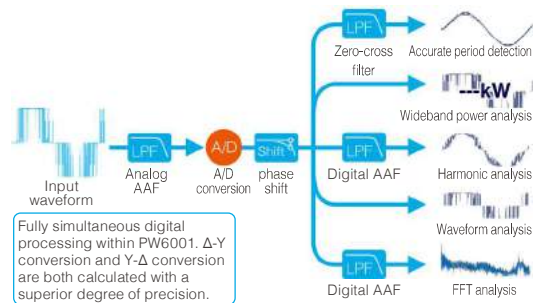 LPF
Zero-cross
filter
Accurate period detection
---kW
Wideband power analysis
Input
waveform
LPF
Analog
AAF
A/D
A/D
conversion
Shift
phase
shift
LPF
Digital AAF
Harmonic analysis
Waveform analysis
LPF
Digital AAF
FFT analysis
Fully simultaneous digital
processing within PW6001. Δ-Y
conversion and Y-Δ conversion
are both calculated with a
superior degree of precision.